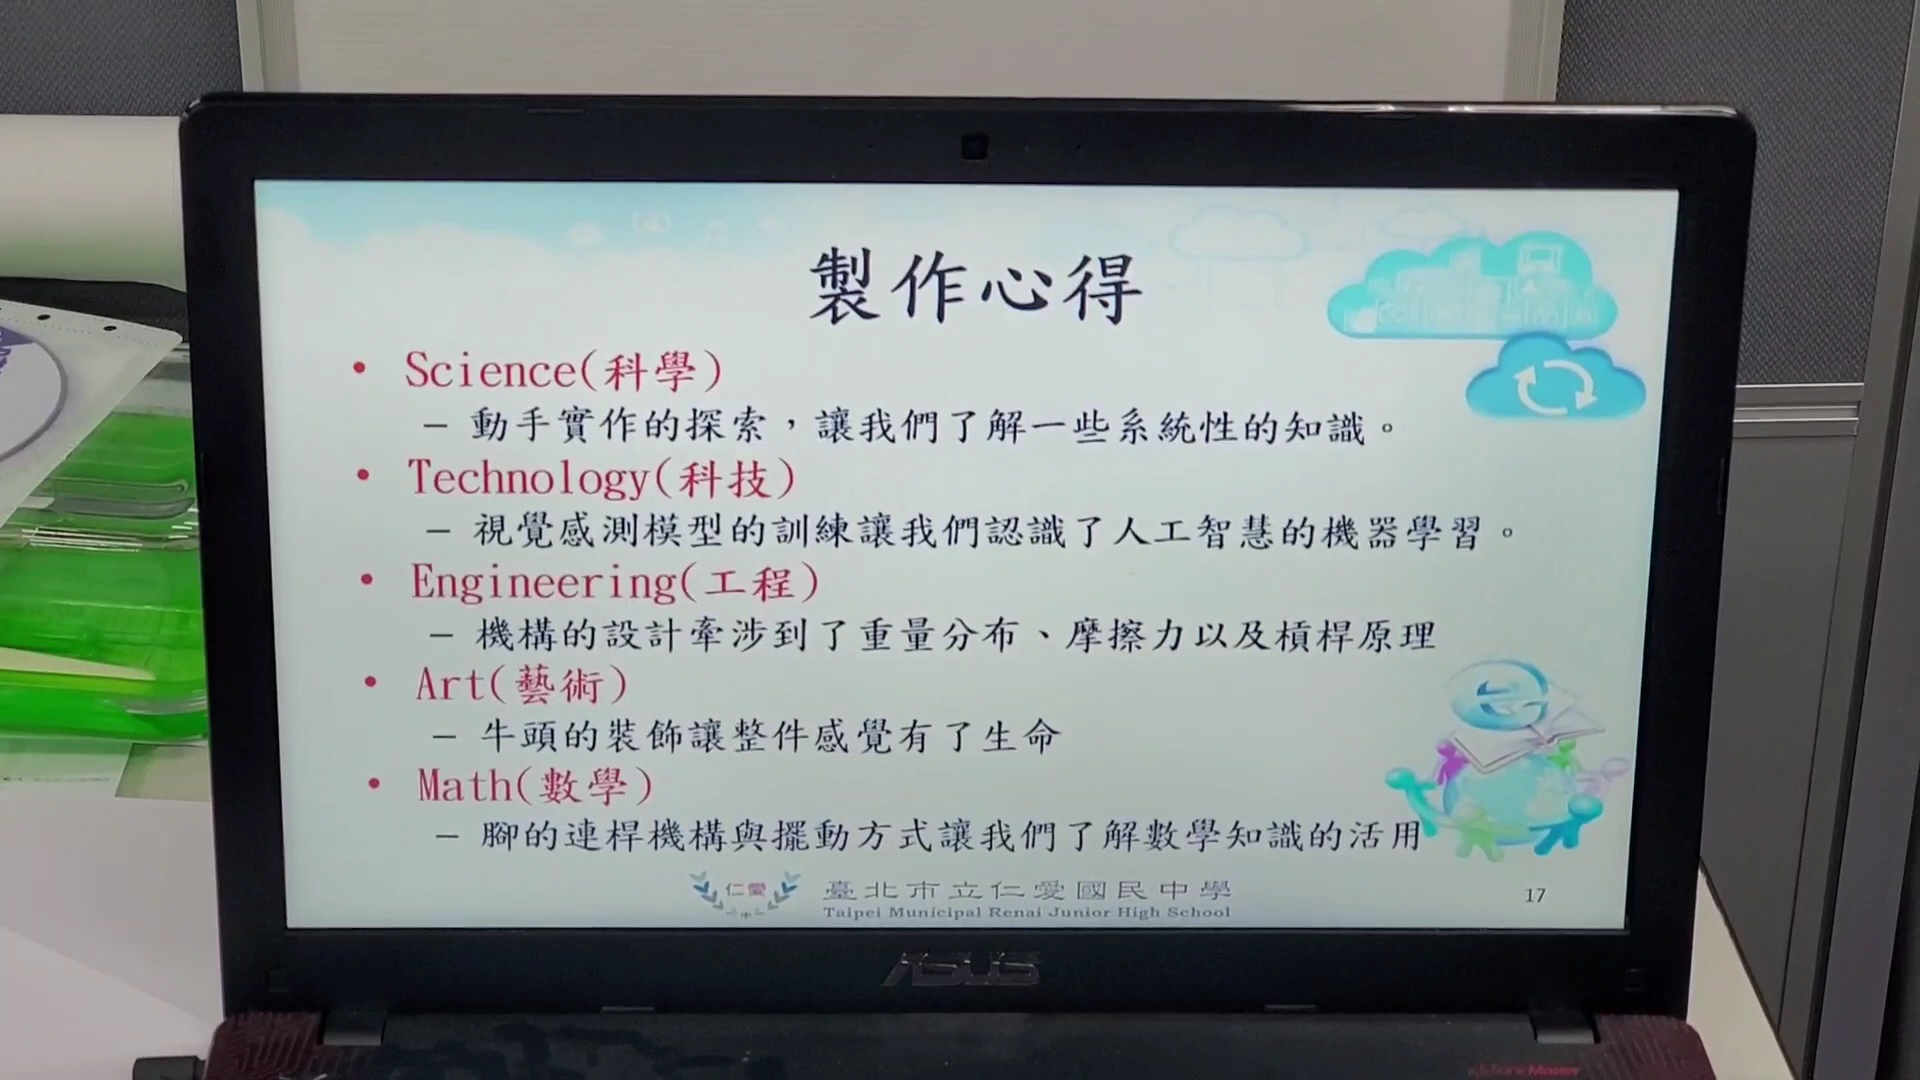 製作心得
• Science(科學)
– 動手實作的探索，讓我們了解一些系統性的知識。
• Technology(科技)
– 視覺感測模型的訓練讓我們認識了人工智慧的機器學習。
• Engineering(工程)
– 機構的設計牽涉到了重量分布、摩擦力以及槓桿原理
• Art(藝術)
– 牛頭的裝飾讓整件感覺有了生命
• Math(數學)
– 腳的連桿機構與擺動方式讓我們了解數學知識的活用
仁愛
臺北市立仁愛國民中學
Taipei Municipal Renai Junior High School
17
ASUS
SonicMaster